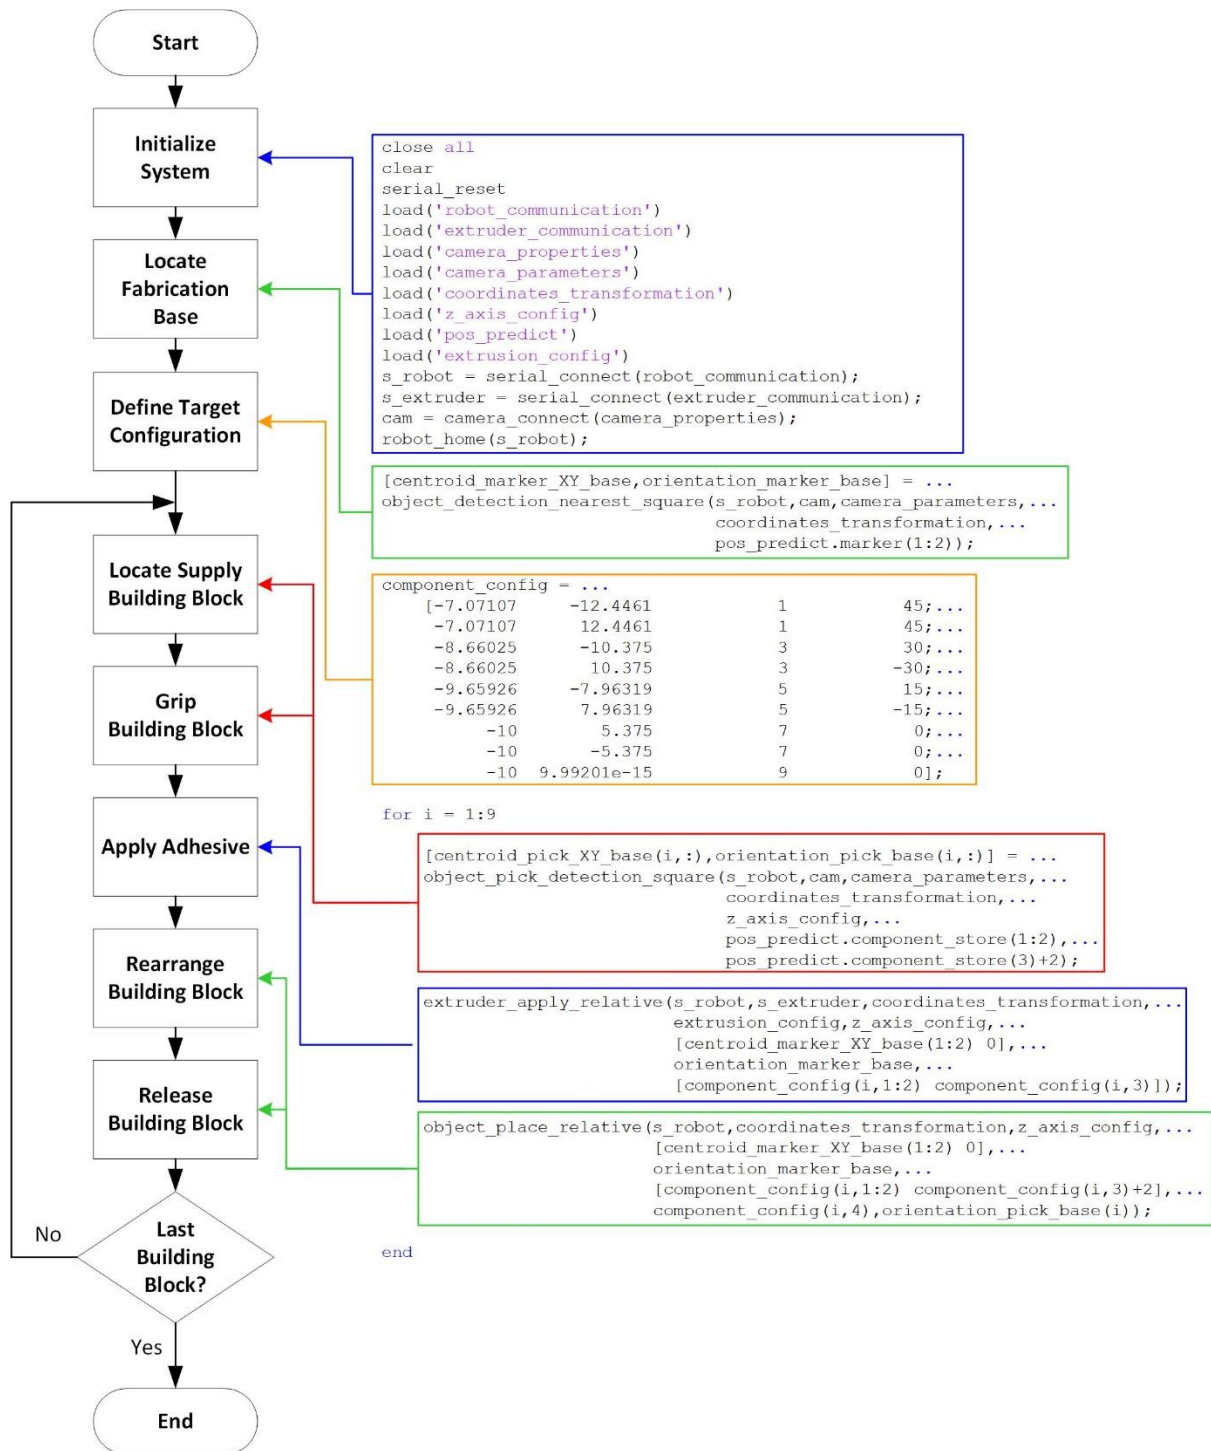 Start
Initialize
System
Locate
Fabrication
Base
Define Target
Configuration
Locate Supply
Building Block
Grip
Building Block
Apply Adhesive
Rearrange
Building Block
Release
Building Block
Last
Building
Block?
No
Yes
End
close all
clear
serial_reset
load('robot_communication')
load('extruder_communication')
load('camera_properties')
load('camera_parameters')
load('coordinates_transformation')
load('z_axis_config')
load('pos_predict')
load('extrusion_config')
s_robot = serial_connect(robot_communication);
s_extruder = serial_connect(extruder_communication);
cam = camera_connect(camera_properties);
robot_home(s_robot);
[centroid_marker_XY_base,orientation_marker_base] = ...
object_detection_nearest_square(s_robot,cam,camera_parameters,...
coordinates_transformation,...
pos_predict.marker(1:2));
component_config = ...
[-7.07107 -12.4461 1 45;...
-7.07107 12.4461 1 45;...
-8.66025 -10.375 3 30;...
-8.66025 10.375 3 -30;...
-9.65926 -7.96319 5 15;...
-9.65926 7.96319 5 -15;...
-10 5.375 7 0;...
-10 -5.375 7 0;...
-10 9.99201e-15 9 0];
for i = 1:9
[centroid_pick_XY_base(i,:),orientation_pick_base(i,:)] = ...
object_pick_detection_square(s_robot,cam,camera_parameters,...
coordinates_transformation,...
z_axis_config,...
pos_predict.component_store(1:2),...
pos_predict.component_store(3)+2);
extruder_apply_relative(s_robot,s_extruder,coordinates_transformation,...
extrusion_config,z_axis_config,...
[centroid_marker_XY_base(1:2) 0],...
orientation_marker_base,...
[component_config(i,1:2) component_config(i,3)]);
object_place_relative(s_robot,coordinates_transformation,z_axis_config,...
[centroid_marker_XY_base(1:2) 0],...
orientation_marker_base,...
[component_config(i,1:2) component_config(i,3)+2],...
component_config(i,4),orientation_pick_base(i));
end